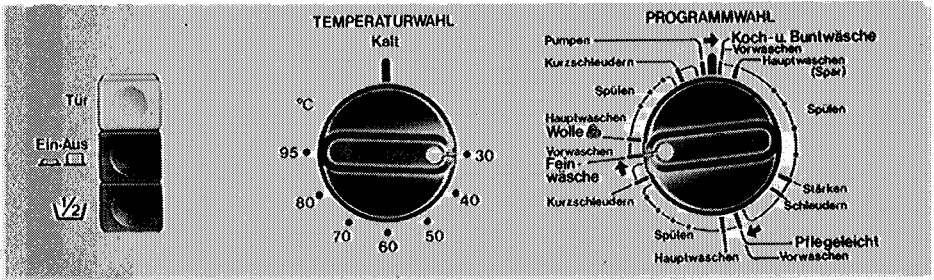 Tür
Ein-Aus
1/2
TEMPERATURWAHL
Kalt
°C
95
80
70
60
50
40
30
PROGRAMMWAHL
Pumpen
Koch- u. Buntwäsche
Vorwaschen
Hauptwaschen
(Spar)
Kurzschleudern
Spülen
Spülen
Hauptwaschen
Wolle
Vorwaschen
Fein-
wäsche
Kurzschleudern
Stärken
Schleudern
Spülen
Pflegeleicht
Hauptwaschen
Vorwaschen